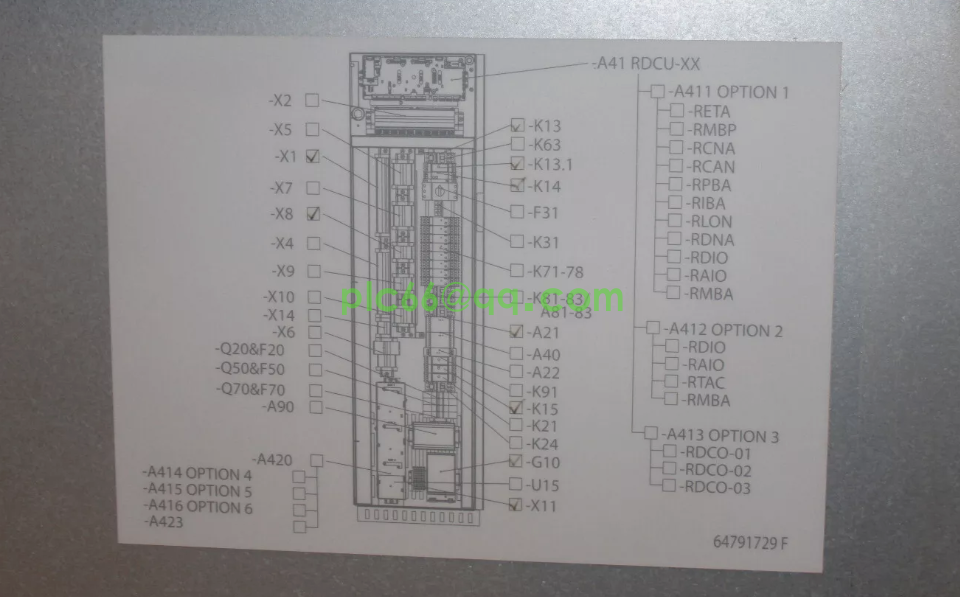 -X2
-X5
-X1
-X7
-X8
-X4
-X9
-X10
-X14
-X6
-Q20&F20
-Q50&F50
-Q70&F70
-A90
-A420
-A414 OPTION 4
-A415 OPTION 5
-A416 OPTION 6
-A423
-K13
-K63
-K13.1
-K14
-F31
-K31
-K71-78
-K81-83/
A81-83
-A21
-A40
-A22
-K91
-K15
-K21
-K24
-G10
-U15
-X11
-A41 RDCU-XX
-A411 OPTION 1
-RETA
-RMBP
-RCNA
-RCAN
-RPBA
-RIBA
-RLON
-RDNA
-RDIO
-RAIO
-RMBA
-A412 OPTION 2
-RDIO
-RAIO
-RTAC
-RMBA
-A413 OPTION 3
-RDCO-01
-RDCO-02
-RDCO-03
64791729 F
plc66@qq.com